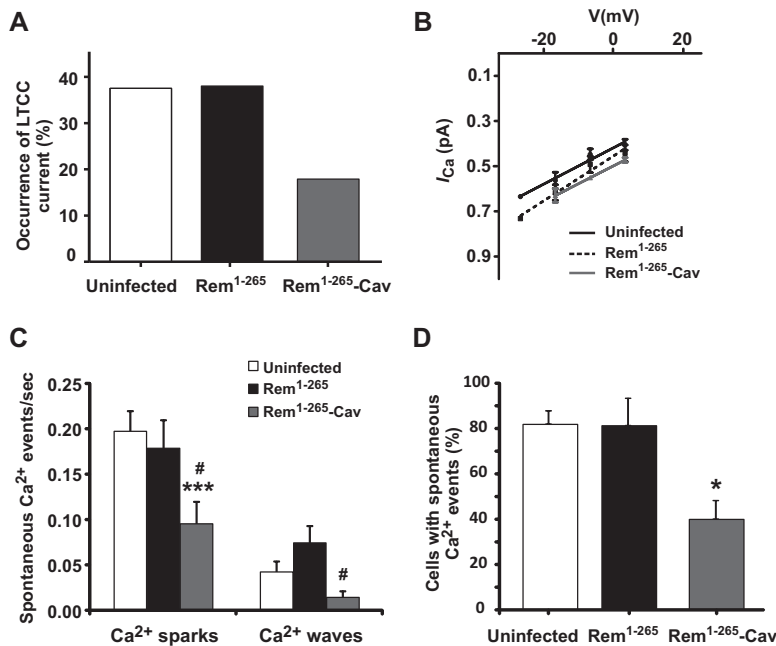 A
Occurrence of LTCC
current (%)
40
30
20
10
0
Uninfected
Rem1-265
Rem1-265-Cav
B
V(mV)
-20
0
20
0.1
0.3
0.5
0.7
0.9
ICa (pA)
Uninfected
Rem1-265
Rem1-265-Cav
C
Spontaneous Ca2+ events/sec
0.25
0.20
0.15
0.10
0.05
0.00
Uninfected
Rem1-265
Rem1-265-Cav
#
***
#
Ca2+ sparks
Ca2+ waves
D
Cells with spontaneous
Ca2+ events (%)
100
80
60
40
20
0
*
Uninfected
Rem1-265
Rem1-265-Cav